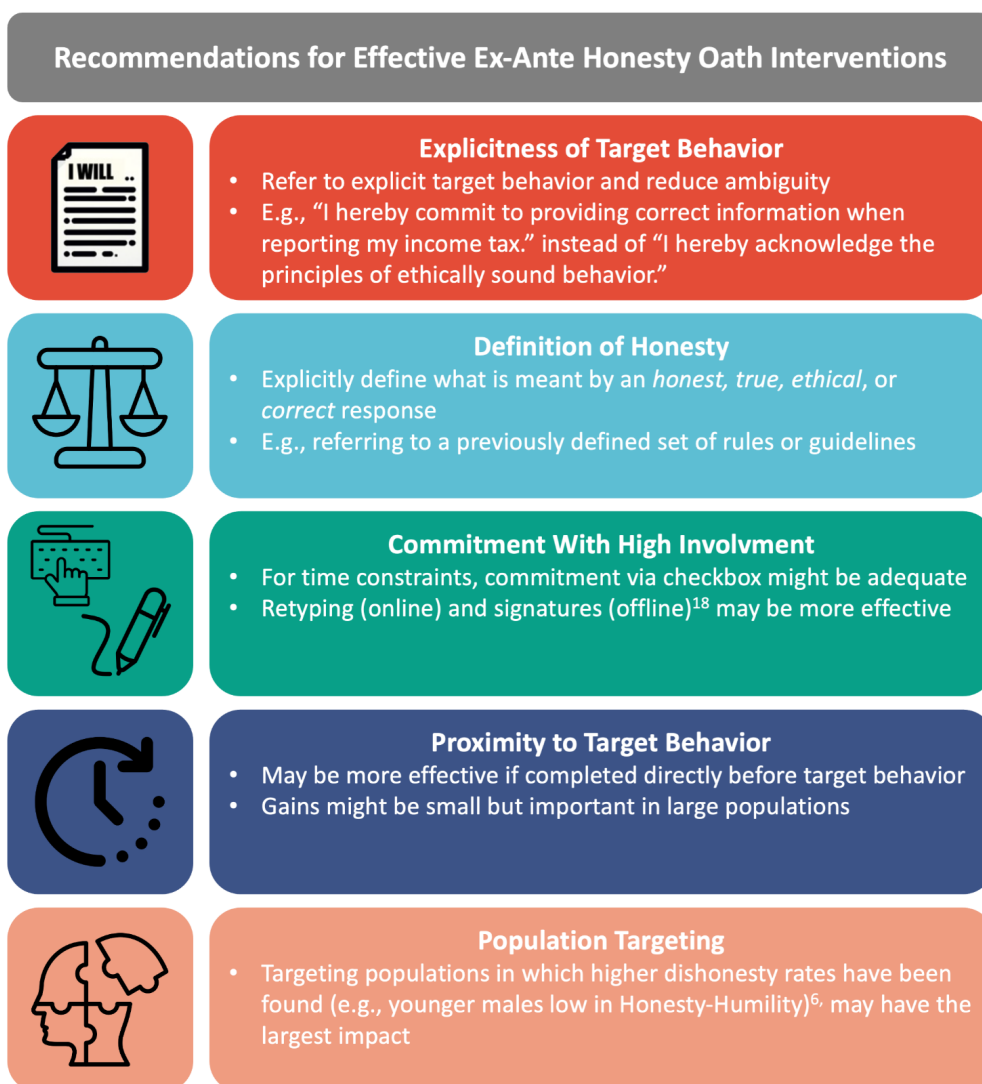 Recommendations for Effective Ex-Ante Honesty Oath Interventions
I WILL ..
Explicitness of Target Behavior
• Refer to explicit target behavior and reduce ambiguity
• E.g., “I hereby commit to providing correct information when
reporting my income tax.” instead of “I hereby acknowledge the
principles of ethically sound behavior.”
Definition of Honesty
• Explicitly define what is meant by an honest, true, ethical, or
correct response
• E.g., referring to a previously defined set of rules or guidelines
Commitment With High Involvment
• For time constraints, commitment via checkbox might be adequate
• Retyping (online) and signatures (offline)¹⁸ may be more effective
Proximity to Target Behavior
• May be more effective if completed directly before target behavior
• Gains might be small but important in large populations
Population Targeting
• Targeting populations in which higher dishonesty rates have been
found (e.g., younger males low in Honesty-Humility)⁶, may have the
largest impact